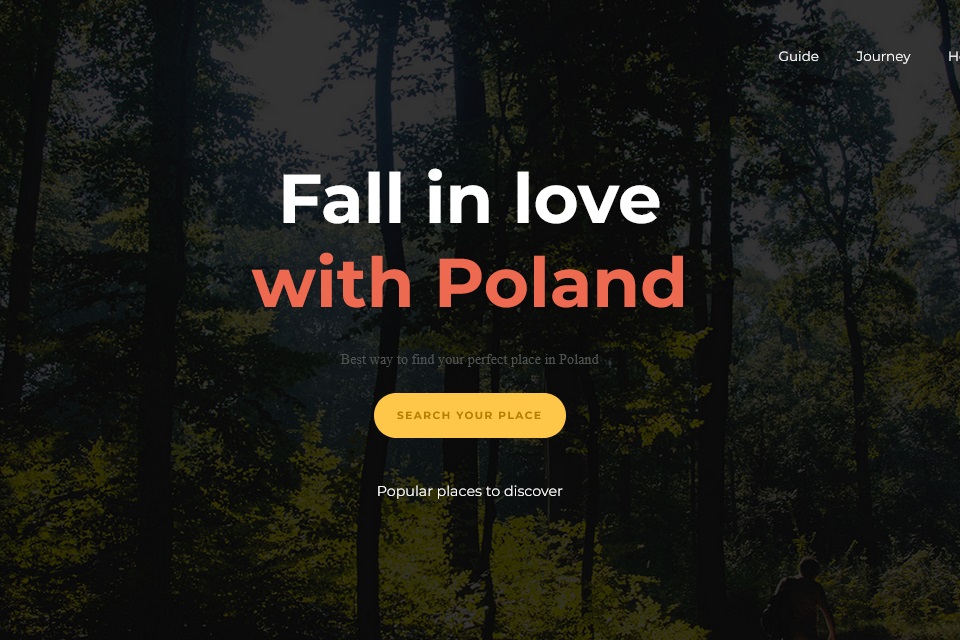 Guide Journey
Fall in love
with Poland
Best way to find your perfect place in Poland
SEARCH YOUR PLACE
Popular places to discover